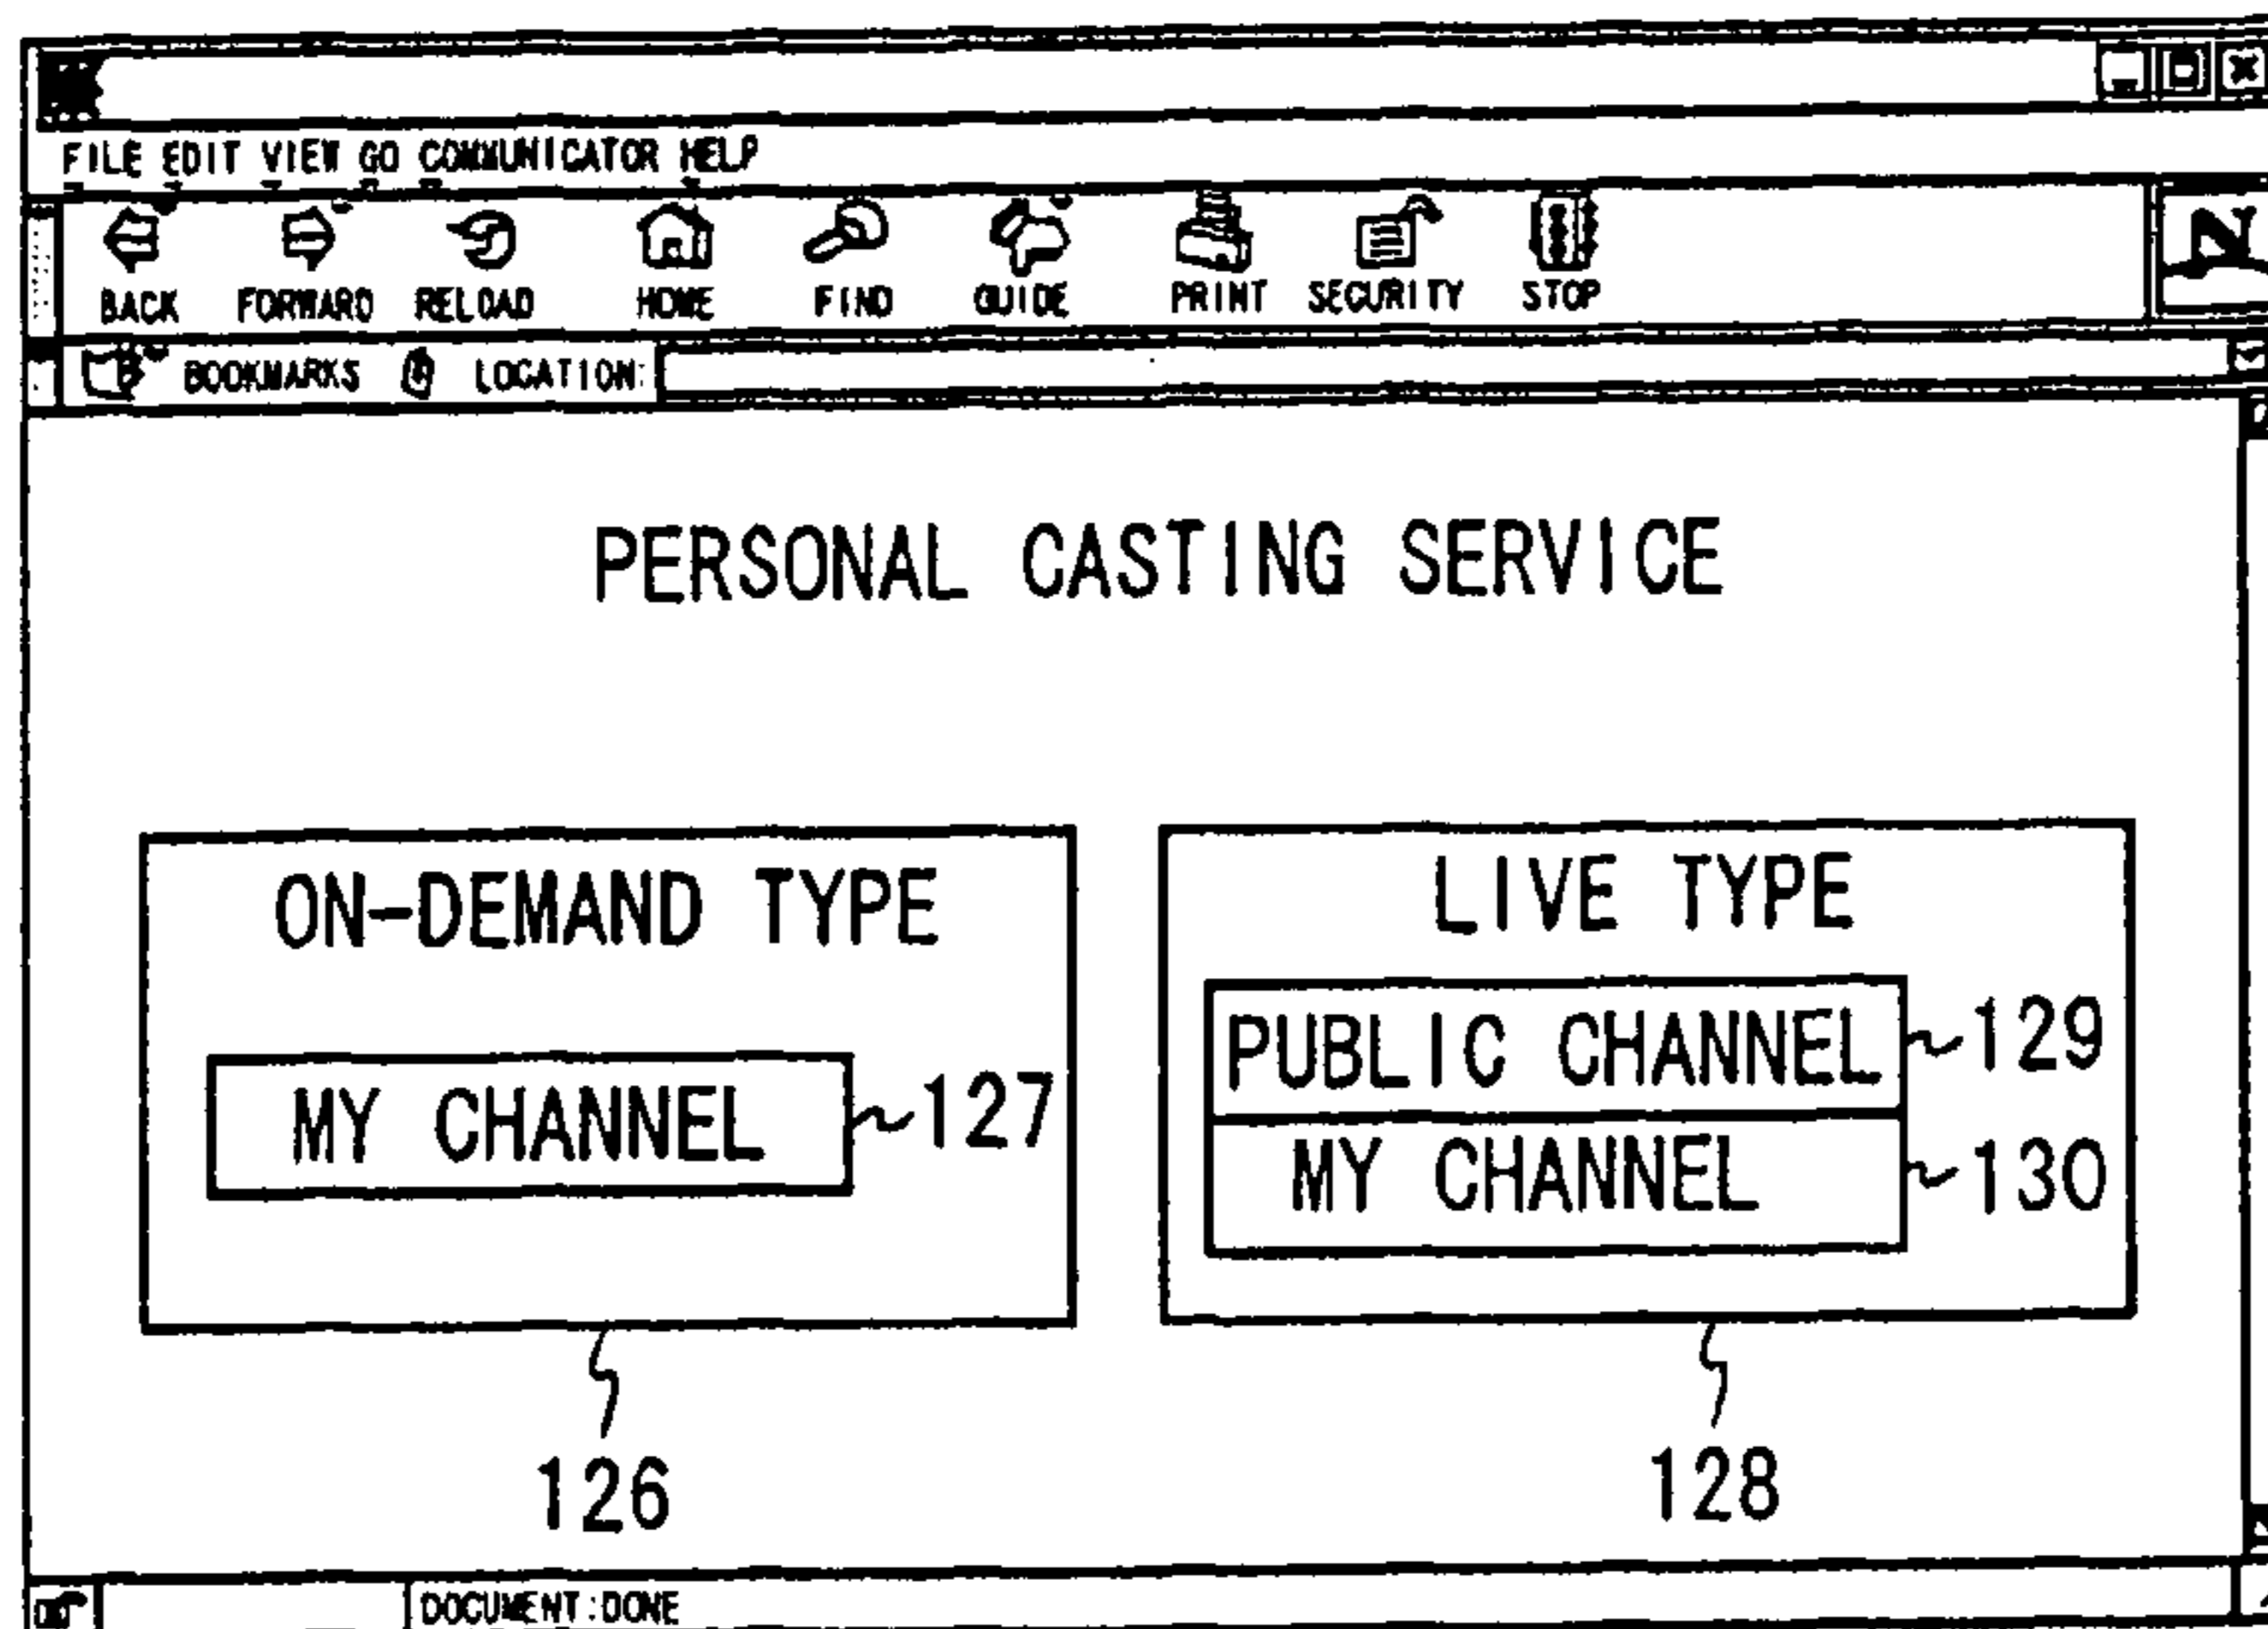 FILE EDIT VIEW GO COMMUNICATOR HELP
BACK FORWARD RELOAD HOME FIND GUIDE PRINT SECURITY STOP
N
BOOKMARKS LOCATION:
PERSONAL CASTING SERVICE
ON-DEMAND TYPE
MY CHANNEL 127
126
LIVE TYPE
PUBLIC CHANNEL 129
MY CHANNEL 130
128
DOCUMENT:DONE